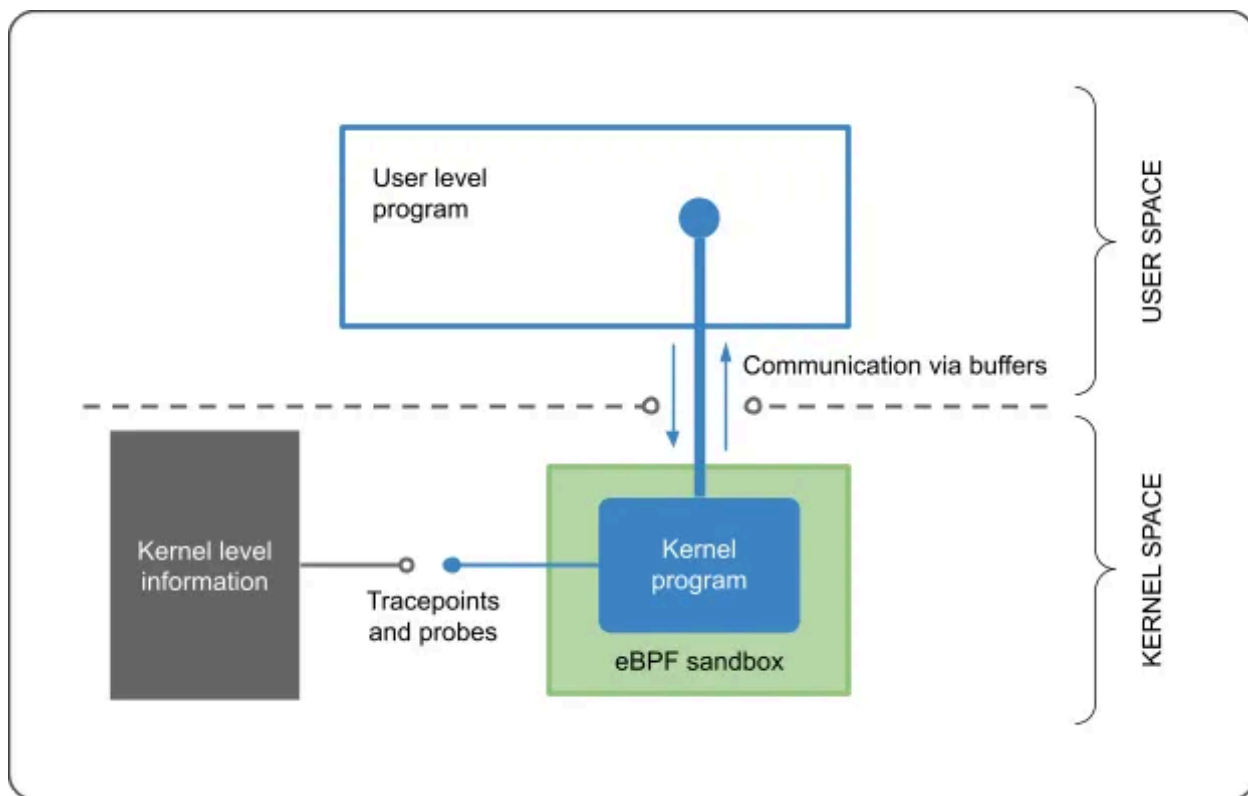 User level
program
USER SPACE
Communication via buffers
Kernel level
information
Tracepoints
and probes
Kernel
program
eBPF sandbox
KERNEL SPACE